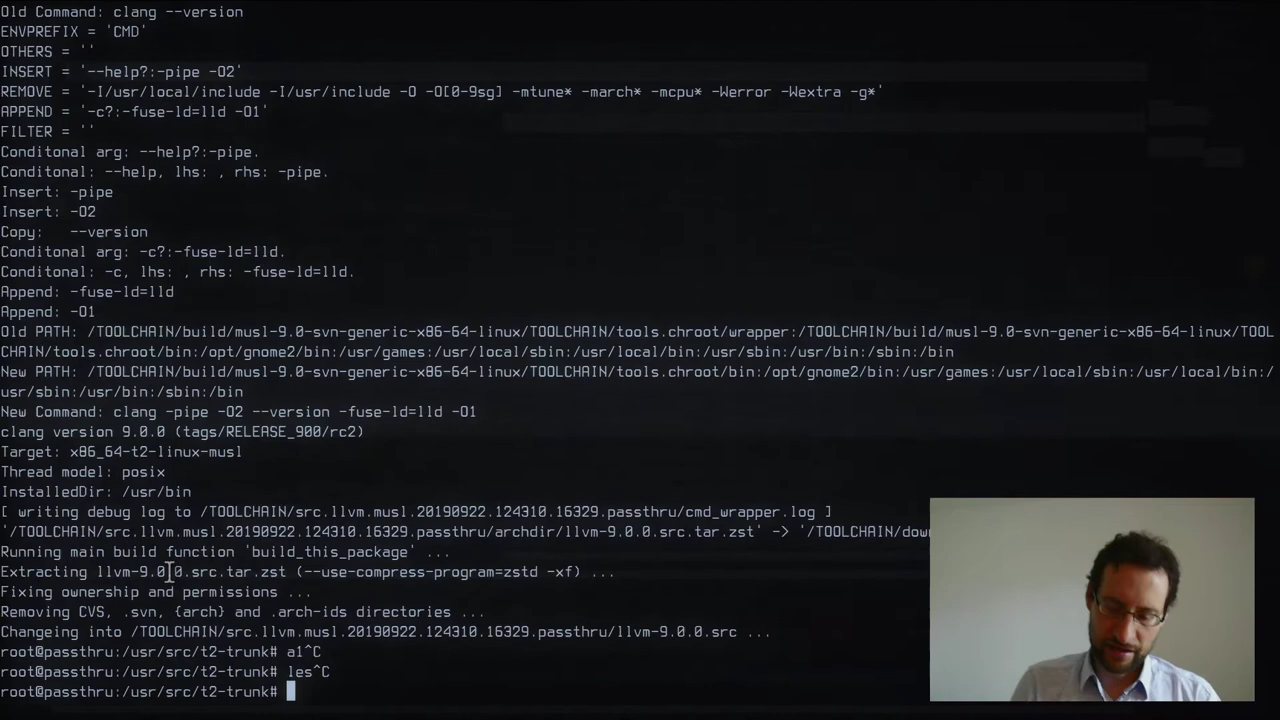 Old Command: clang --version
ENVPREFIX = 'CMD'
OTHERS = ''
INSERT = '--help?:-pipe -O2'
REMOVE = '-I/usr/local/include -I/usr/include -O -O[0-9sg] -mtune* -march* -mcpu* -Werror -Wextra -g*'
APPEND = '-c?:-fuse-ld=lld -O1'
FILTER = ''
Conditonal arg: --help?:-pipe.
Conditonal: --help, lhs: , rhs: -pipe.
Insert: -pipe
Insert: -O2
Copy:   --version
Conditonal arg: -c?:-fuse-ld=lld.
Conditonal: -c, lhs: , rhs: -fuse-ld=lld.
Append: -fuse-ld=lld
Append: -O1
Old PATH: /TOOLCHAIN/build/musl-9.0-svn-generic-x86-64-linux/TOOLCHAIN/tools.chroot/wrapper:/TOOLCHAIN/build/musl-9.0-svn-generic-x86-64-linux/TOOL
CHAIN/tools.chroot/bin:/opt/gnome2/bin:/usr/games:/usr/local/sbin:/usr/local/bin:/usr/sbin:/usr/bin:/sbin:/bin
New PATH: /TOOLCHAIN/build/musl-9.0-svn-generic-x86-64-linux/TOOLCHAIN/tools.chroot/bin:/opt/gnome2/bin:/usr/games:/usr/local/sbin:/usr/local/bin:/
usr/sbin:/usr/bin:/sbin:/bin
New Command: clang -pipe -O2 --version -fuse-ld=lld -O1
clang version 9.0.0 (tags/RELEASE_900/rc2)
Target: x86_64-t2-linux-musl
Thread model: posix
InstalledDir: /usr/bin
[ writing debug log to /TOOLCHAIN/src.llvm.musl.20190922.124310.16329.passthru/cmd_wrapper.log ]
'/TOOLCHAIN/src.llvm.musl.20190922.124310.16329.passthru/archdir/llvm-9.0.0.src.tar.zst' -> '/TOOLCHAIN/dow
Running main build function 'build_this_package' ...
Extracting llvm-9.0.0.src.tar.zst (--use-compress-program=zstd -xf) ...
Fixing ownership and permissions ...
Removing CVS, .svn, {arch} and .arch-ids directories ...
Changeing into /TOOLCHAIN/src.llvm.musl.20190922.124310.16329.passthru/llvm-9.0.0.src ...
root@passthru:/usr/src/t2-trunk# a1^C
root@passthru:/usr/src/t2-trunk# les^C
root@passthru:/usr/src/t2-trunk#